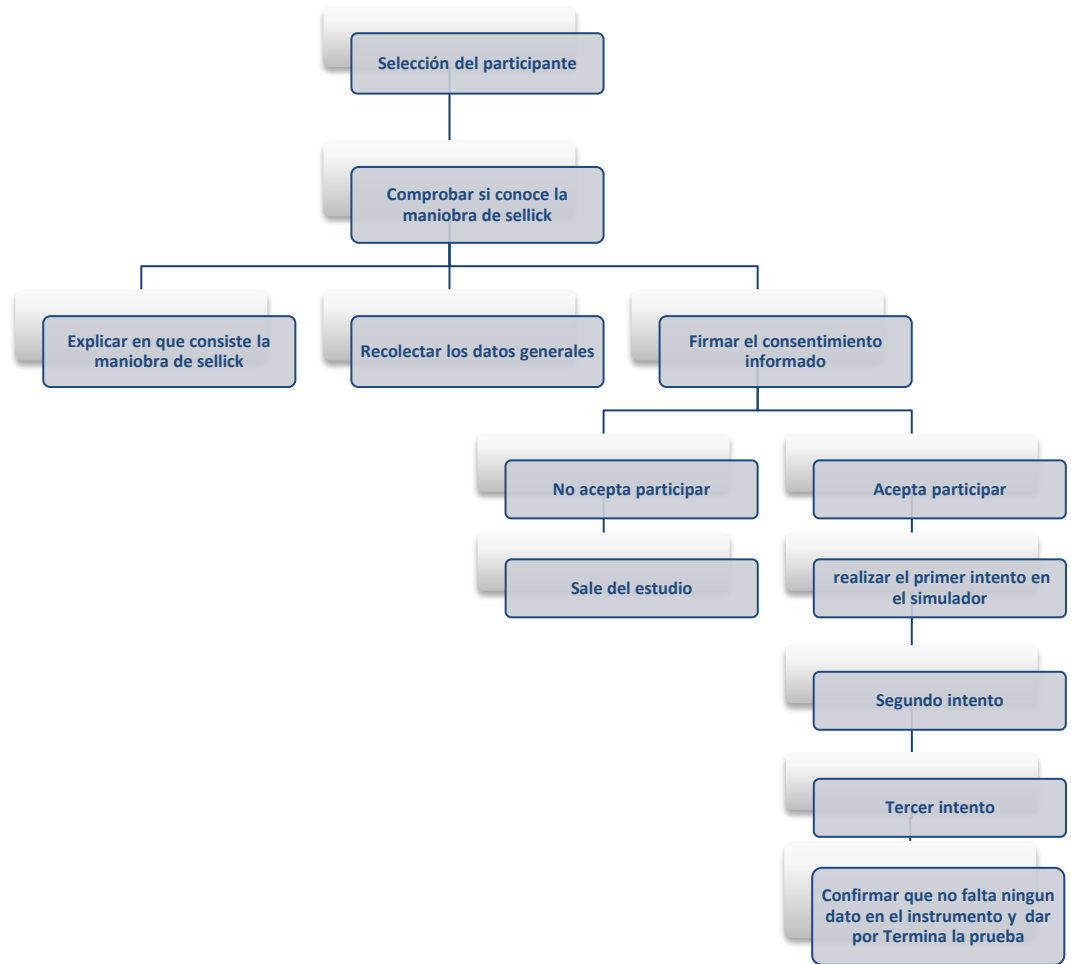 Selección del participante
Comprobar si conoce la
maniobra de sellick
Explicar en que consiste la
maniobra de sellick
Recolectar los datos generales
Firmar el consentimiento
informado
No acepta participar
Acepta participar
Sale del estudio
realizar el primer intento en
el simulador
Segundo intento
Tercer intento
Confirmar que no falta ningun
dato en el instrumento y dar
por Termina la prueba